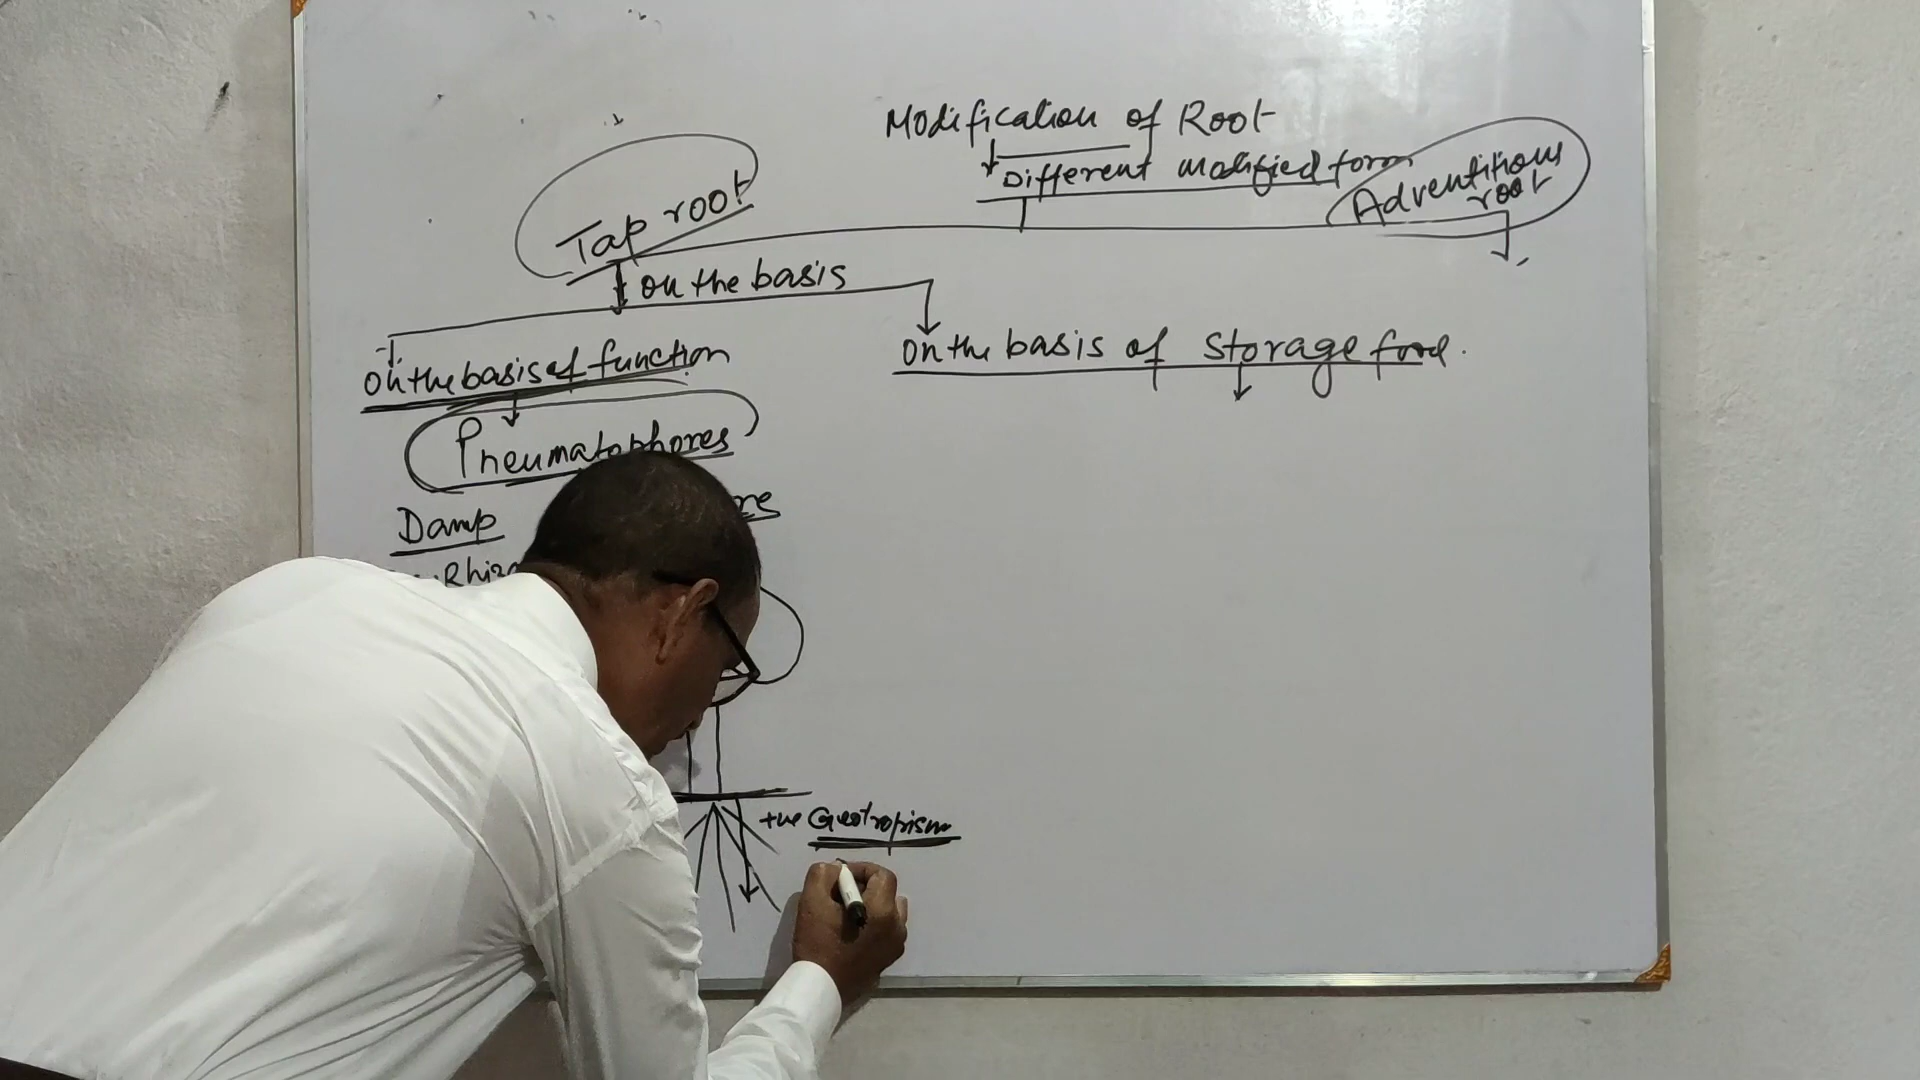 Modification of Root
Different modified form
Tap root
Adventitious
root
on the basis
on the basis of function
on the basis of storage food.
Pneumatophores
Damp
+ve Geotropism